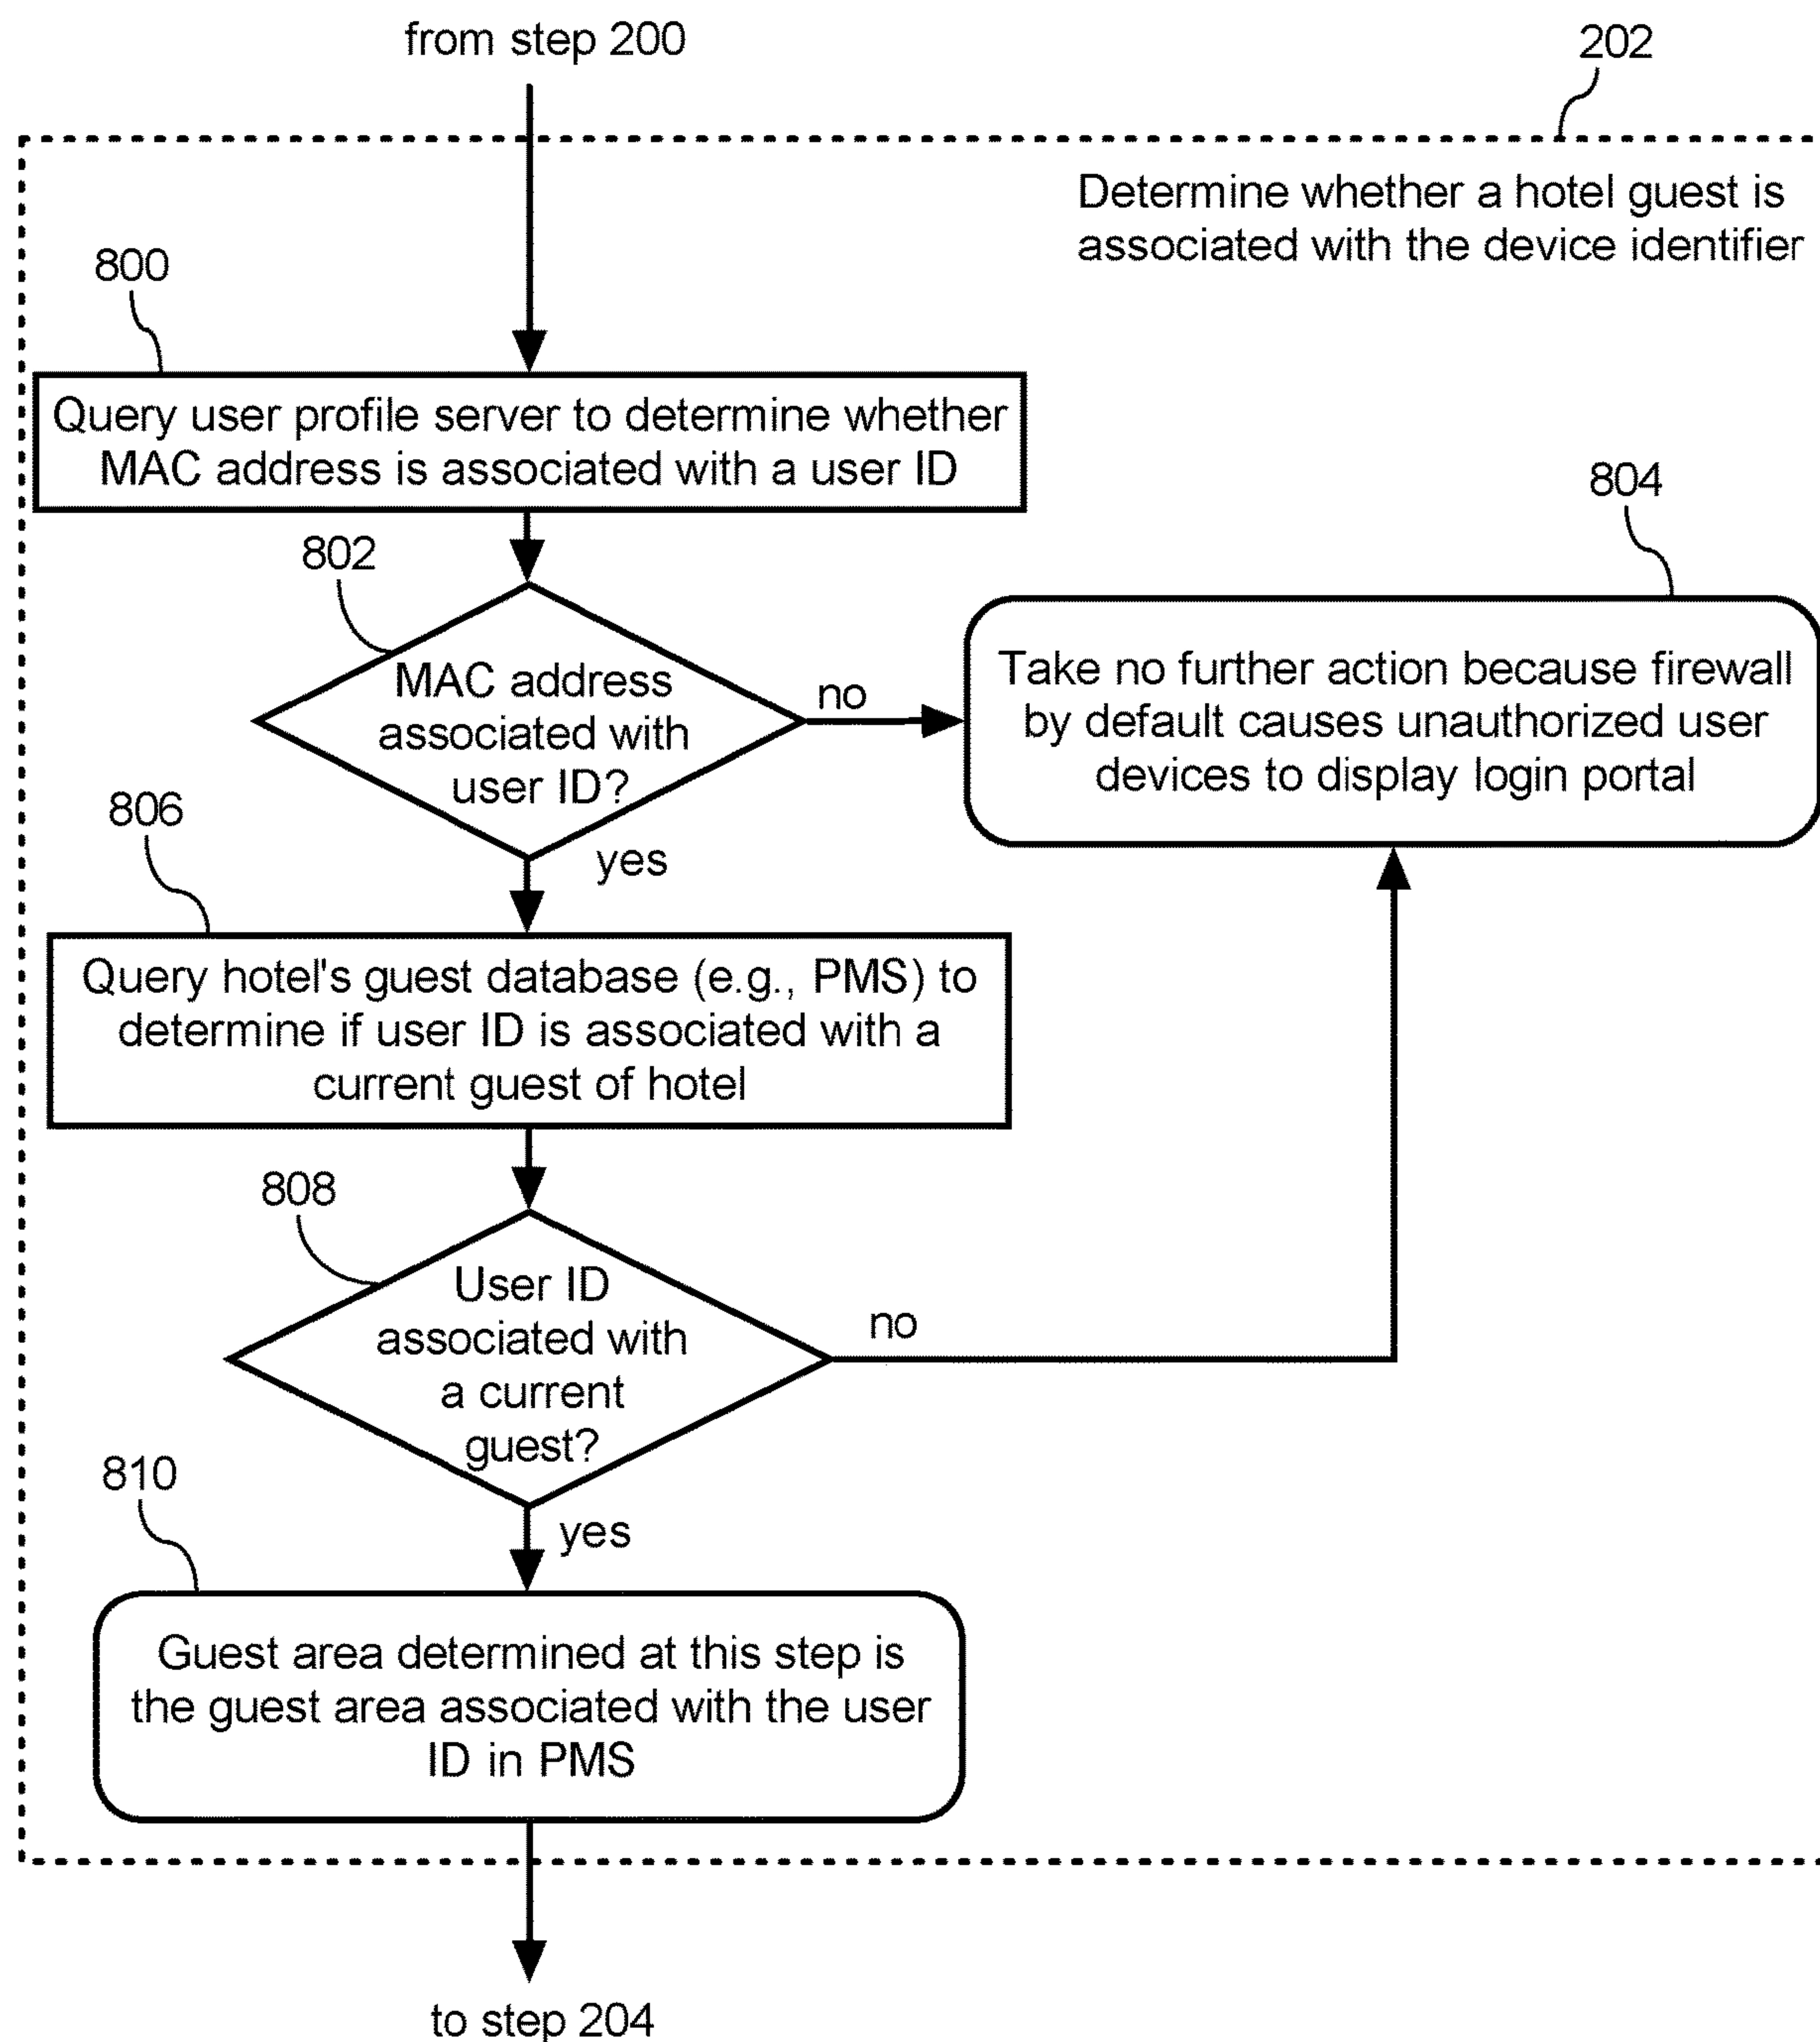 from step 200
202
Determine whether a hotel guest is
associated with the device identifier
800
Query user profile server to determine whether
MAC address is associated with a user ID
802
MAC address
associated with
user ID?
no
yes
804
Take no further action because firewall
by default causes unauthorized user
devices to display login portal
806
Query hotel's guest database (e.g., PMS) to
determine if user ID is associated with a
current guest of hotel
808
User ID
associated with
a current
guest?
no
yes
810
Guest area determined at this step is
the guest area associated with the user
ID in PMS
to step 204